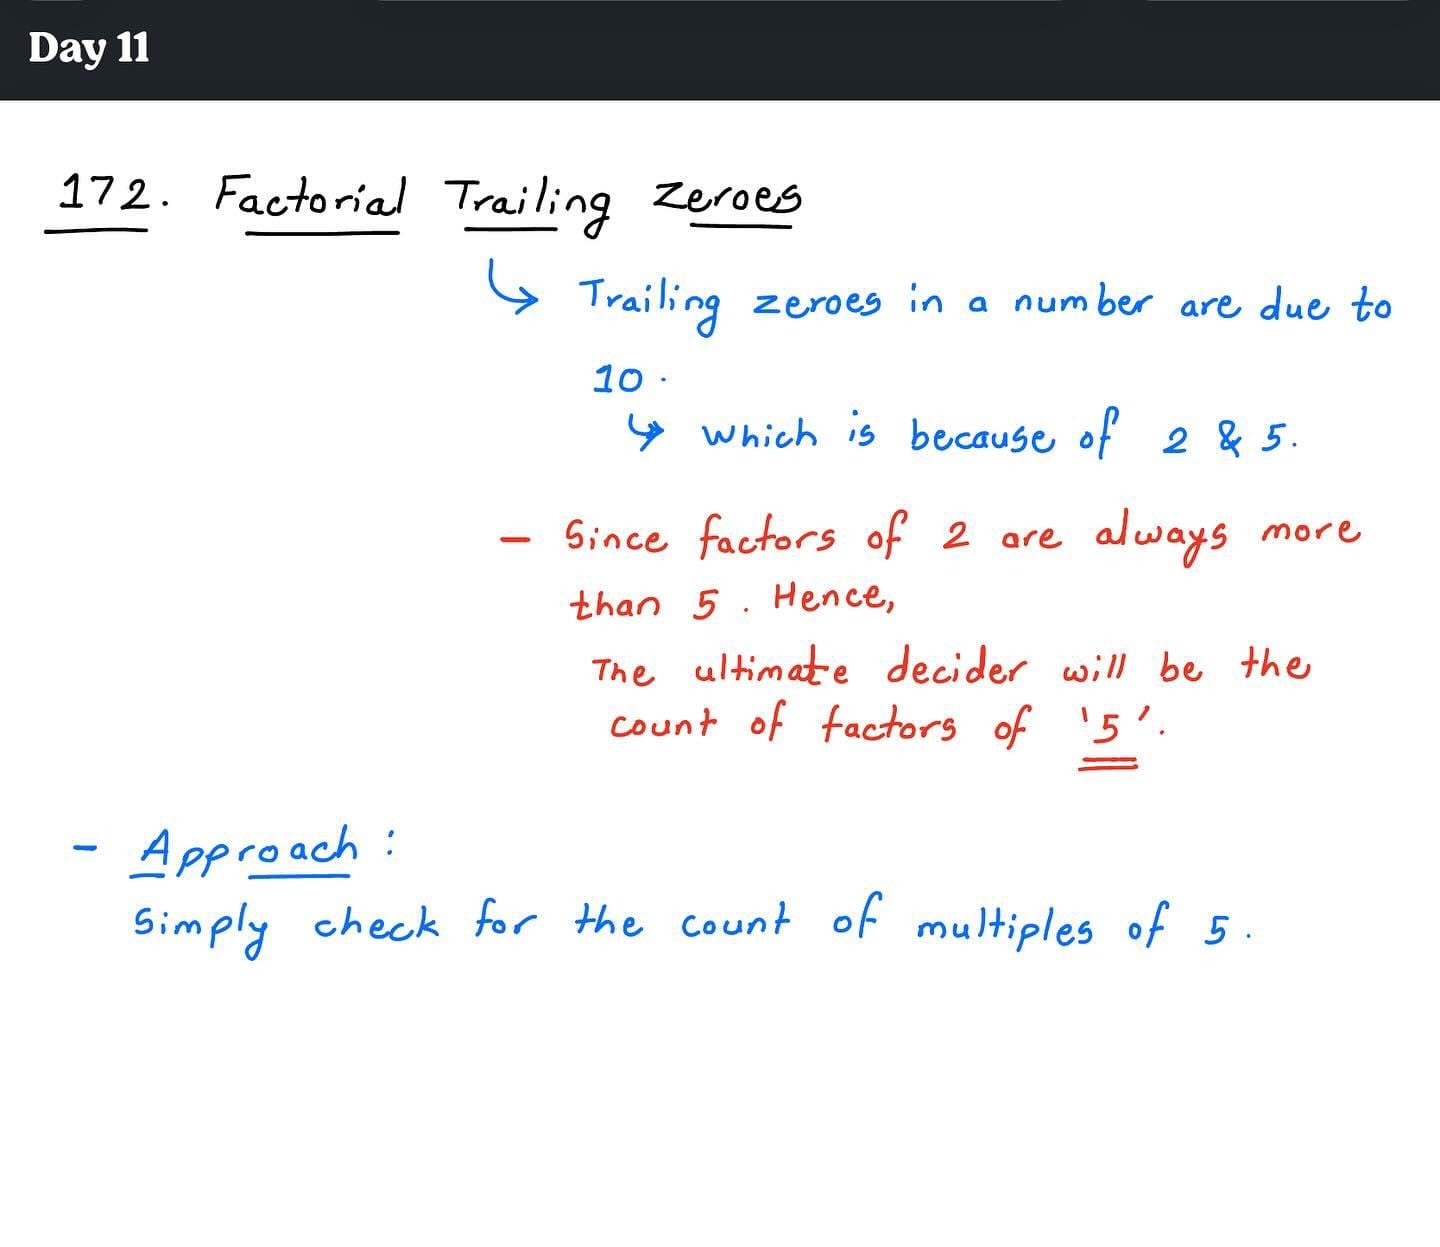 Day 11
172. Factorial Trailing Zeroes
↳ Trailing zeroes in a number are due to
10.
↳ which is because of 2 & 5.
- Since factors of 2 are always more
than 5. Hence,
The ultimate decider will be the
count of factors of '5'.
- Approach:
Simply check for the count of multiples of 5.